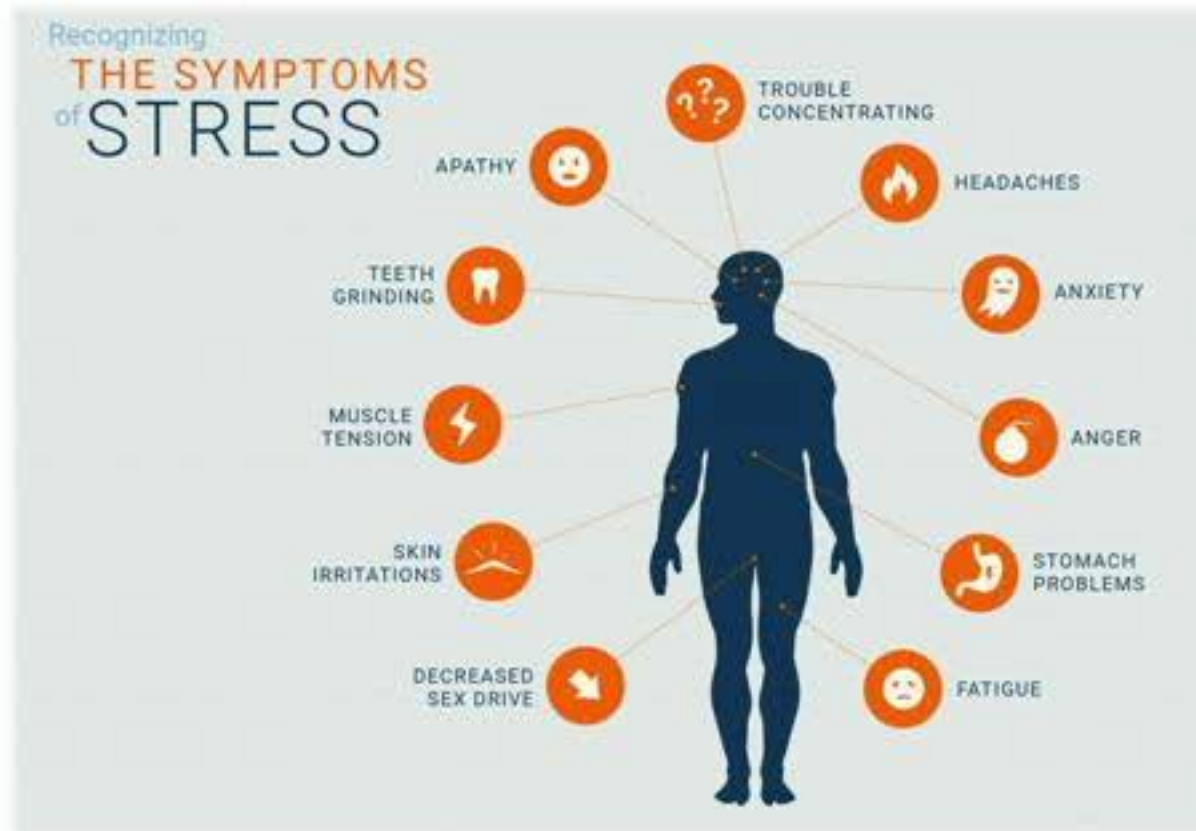 Recognizing
THE SYMPTOMS
of STRESS
TROUBLE
CONCENTRATING
APATHY
HEADACHES
TEETH
GRINDING
ANXIETY
MUSCLE
TENSION
ANGER
SKIN
IRRITATIONS
STOMACH
PROBLEMS
DECREASED
SEX DRIVE
FATIGUE
???